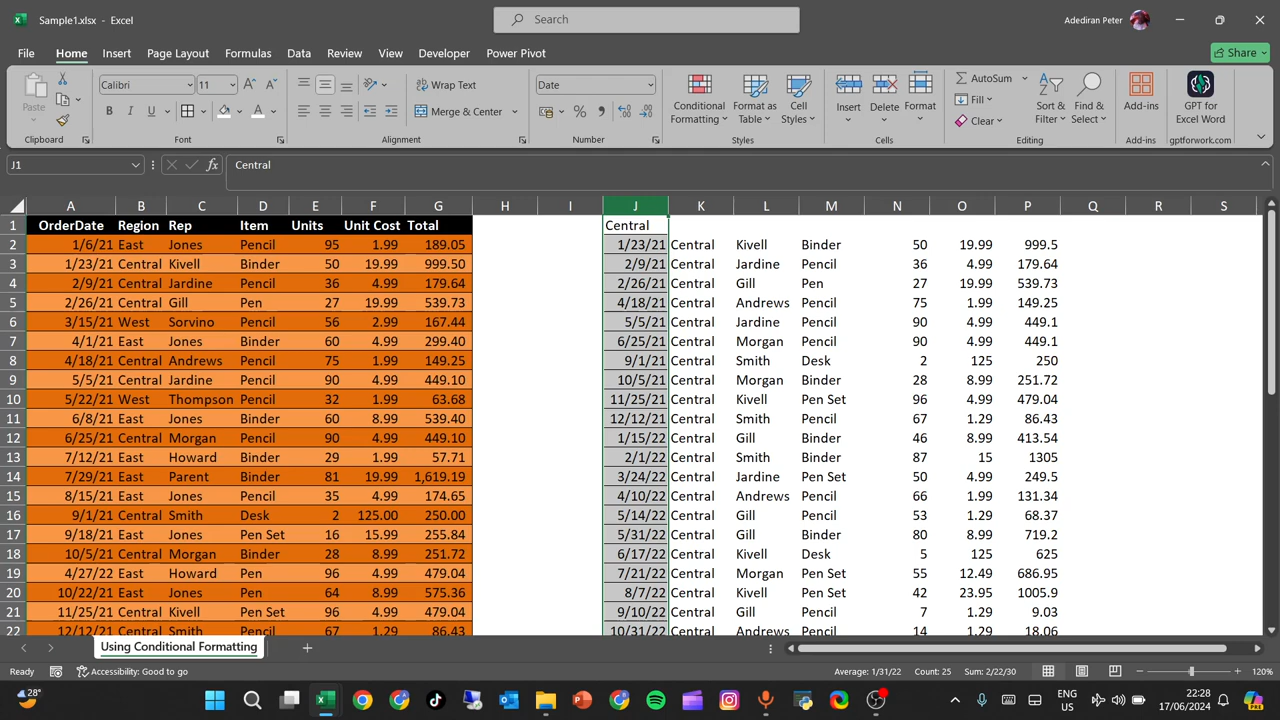 Sample1.xlsx - Excel
Search
Adediran Peter
File Home Insert Page Layout Formulas Data Review View Developer Power Pivot
Share
Paste
Clipboard
Calibri 11
B I U
Font
Wrap Text
Merge & Center
Alignment
Date
Number
Conditional Formatting
Format as Table
Cell Styles
Styles
Insert
Delete
Format
Cells
AutoSum
Fill
Clear
Sort & Filter
Find & Select
Editing
Add-ins
Add-ins
GPT for Excel Word
gptforwork.com
J1 fx Central
A B C D E F G H I J K L M N O P Q R S
1 OrderDate Region Rep Item Units Unit Cost Total Central
2 1/6/21 East Jones Pencil 95 1.99 189.05 1/23/21 Central Kivell Binder 50 19.99 999.5
3 1/23/21 Central Kivell Binder 50 19.99 999.50 2/9/21 Central Jardine Pencil 36 4.99 179.64
4 2/9/21 Central Jardine Pencil 36 4.99 179.64 2/26/21 Central Gill Pen 27 19.99 539.73
5 2/26/21 Central Gill Pen 27 19.99 539.73 4/18/21 Central Andrews Pencil 75 1.99 149.25
6 3/15/21 West Sorvino Pencil 56 2.99 167.44 5/5/21 Central Jardine Pencil 90 4.99 449.1
7 4/1/21 East Jones Binder 60 4.99 299.40 6/25/21 Central Morgan Pencil 90 4.99 449.1
8 4/18/21 Central Andrews Pencil 75 1.99 149.25 9/1/21 Central Smith Desk 2 125 250
9 5/5/21 Central Jardine Pencil 90 4.99 449.10 10/5/21 Central Morgan Binder 28 8.99 251.72
10 5/22/21 West Thompson Pencil 32 1.99 63.68 11/25/21 Central Kivell Pen Set 96 4.99 479.04
11 6/8/21 East Jones Binder 60 8.99 539.40 12/12/21 Central Smith Pencil 67 1.29 86.43
12 6/25/21 Central Morgan Pencil 90 4.99 449.10 1/15/22 Central Gill Binder 46 8.99 413.54
13 7/12/21 East Howard Binder 29 1.99 57.71 2/1/22 Central Smith Binder 87 15 1305
14 7/29/21 East Parent Binder 81 19.99 1,619.19 3/24/22 Central Jardine Pen Set 50 4.99 249.5
15 8/15/21 East Jones Pencil 35 4.99 174.65 4/10/22 Central Andrews Pencil 66 1.99 131.34
16 9/1/21 Central Smith Desk 2 125.00 250.00 5/14/22 Central Gill Pencil 53 1.29 68.37
17 9/18/21 East Jones Pen Set 16 15.99 255.84 5/31/22 Central Gill Binder 80 8.99 719.2
18 10/5/21 Central Morgan Binder 28 8.99 251.72 6/17/22 Central Kivell Desk 5 125 625
19 4/27/22 East Howard Pen 96 4.99 479.04 7/21/22 Central Morgan Pen Set 55 12.49 686.95
20 10/22/21 East Jones Pen 64 8.99 575.36 8/7/22 Central Kivell Pen Set 42 23.95 1005.9
21 11/25/21 Central Kivell Pen Set 96 4.99 479.04 9/10/22 Central Gill Pencil 7 1.29 9.03
22 12/12/21 Central Smith Pencil 67 1.29 86.43 10/31/22 Central Andrews Pencil 14 1.29 18.06
Using Conditional Formatting
Ready Accessibility: Good to go Average: 1/31/22 Count: 25 Sum: 2/22/30 120%
28° ENG US 22:28 17/06/2024